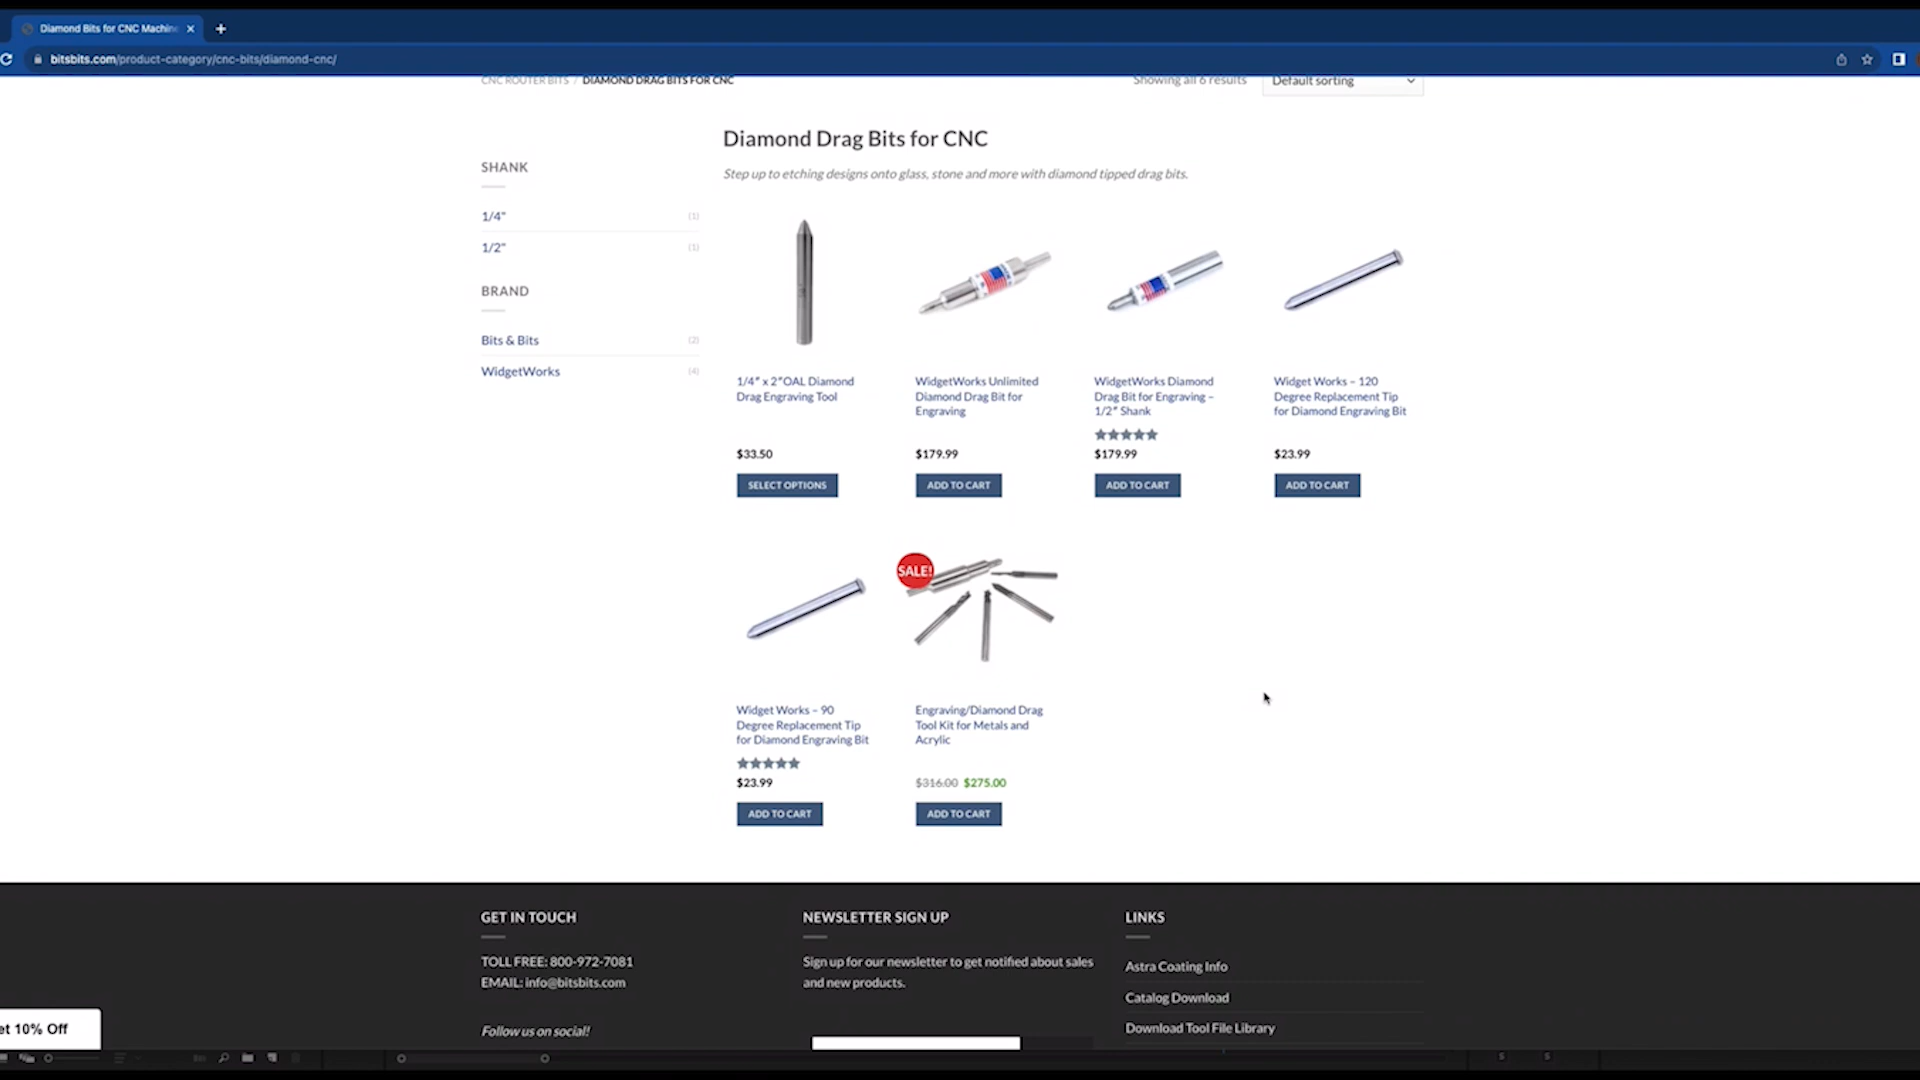 Diamond Bits for CNC Machin
bitsbits.com/product-category/cnc-bits/diamond-cnc/
CNC ROUTER BITS / DIAMOND DRAG BITS FOR CNC
Showing all 6 results
Default sorting
SHANK
1/4" (1)
1/2" (1)
BRAND
Bits & Bits (2)
WidgetWorks (4)
Diamond Drag Bits for CNC
Step up to etching designs onto glass, stone and more with diamond tipped drag bits.
1/4″ x 2″OAL Diamond
Drag Engraving Tool
$33.50
SELECT OPTIONS
WidgetWorks Unlimited
Diamond Drag Bit for
Engraving
$179.99
ADD TO CART
WidgetWorks Diamond
Drag Bit for Engraving –
1/2″ Shank
$179.99
ADD TO CART
Widget Works – 120
Degree Replacement Tip
for Diamond Engraving Bit
$23.99
ADD TO CART
Widget Works – 90
Degree Replacement Tip
for Diamond Engraving Bit
$23.99
ADD TO CART
SALE!
Engraving/Diamond Drag
Tool Kit for Metals and
Acrylic
$316.00 $275.00
ADD TO CART
GET IN TOUCH
TOLL FREE: 800-972-7081
EMAIL: info@bitsbits.com
Follow us on social!
NEWSLETTER SIGN UP
Sign up for our newsletter to get notified about sales
and new products.
LINKS
Astra Coating Info
Catalog Download
Download Tool File Library
et 10% Off
S
S